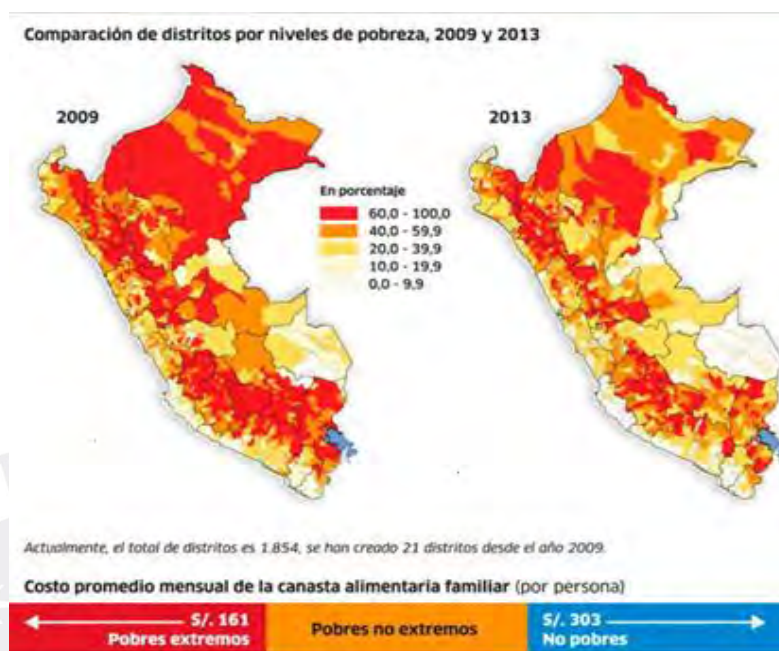 Comparación de distritos por niveles de pobreza, 2009 y 2013
2009
2013
En porcentaje
60,0 - 100,0
40,0 - 59,9
20,0 - 39,9
10,0 - 19,9
0,0 - 9,9
Actualmente, el total de distritos es 1.854, se han creado 21 distritos desde el año 2009.
Costo promedio mensual de la canasta alimentaria familiar (por persona)
S/. 161
Pobres extremos
Pobres no extremos
S/. 303
No pobres